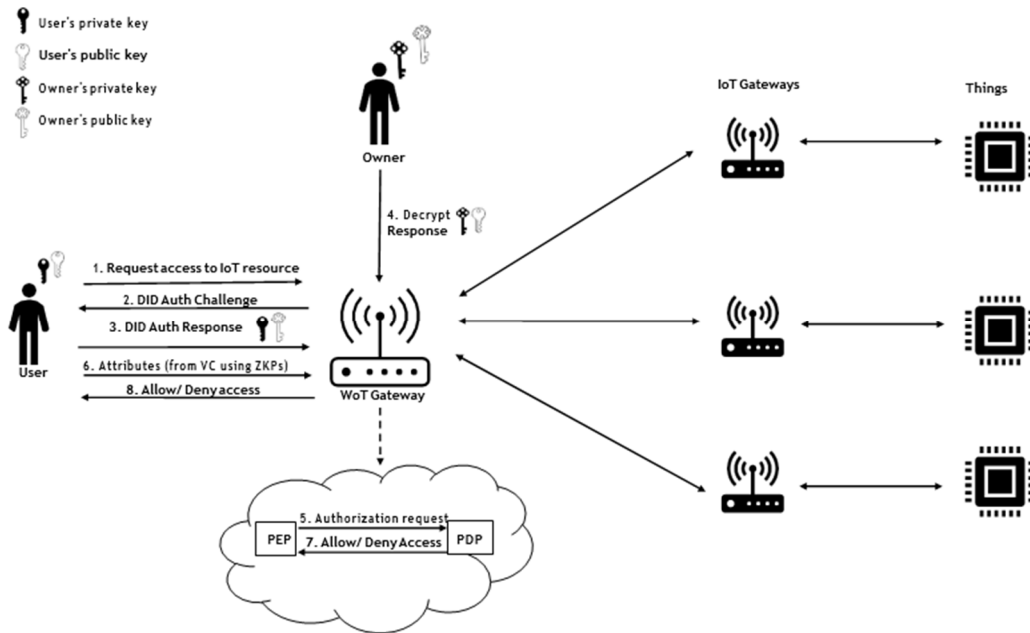 User's private key
User's public key
Owner's private key
Owner's public key
Owner
IoT Gateways
Things
4. Decrypt
Response
1. Request access to IoT resource
2. DID Auth Challenge
3. DID Auth Response
User
6. Attributes (from VC using ZKPs)
8. Allow/ Deny access
WoT Gateway
5. Authorization request
PEP
PDP
7. Allow/ Deny Access